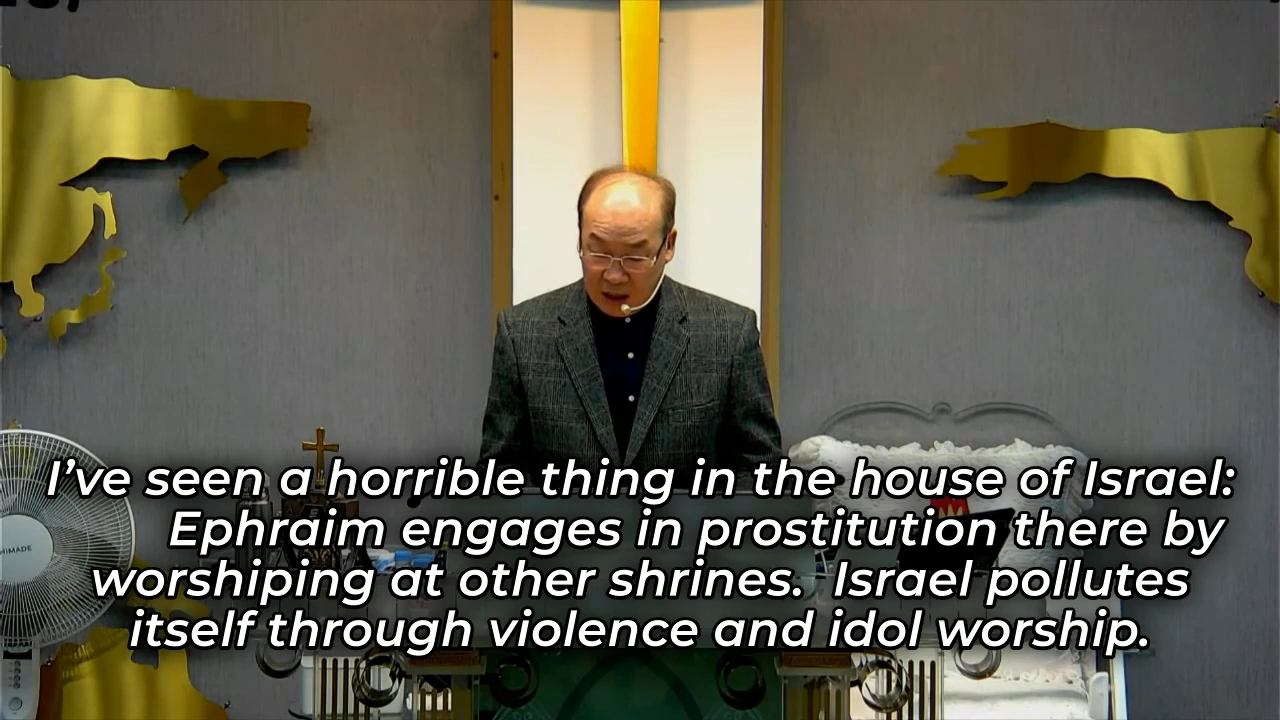 I’ve seen a horrible thing in the house of Israel:
Ephraim engages in prostitution there by
worshiping at other shrines.  Israel pollutes
itself through violence and idol worship.
HIMADE